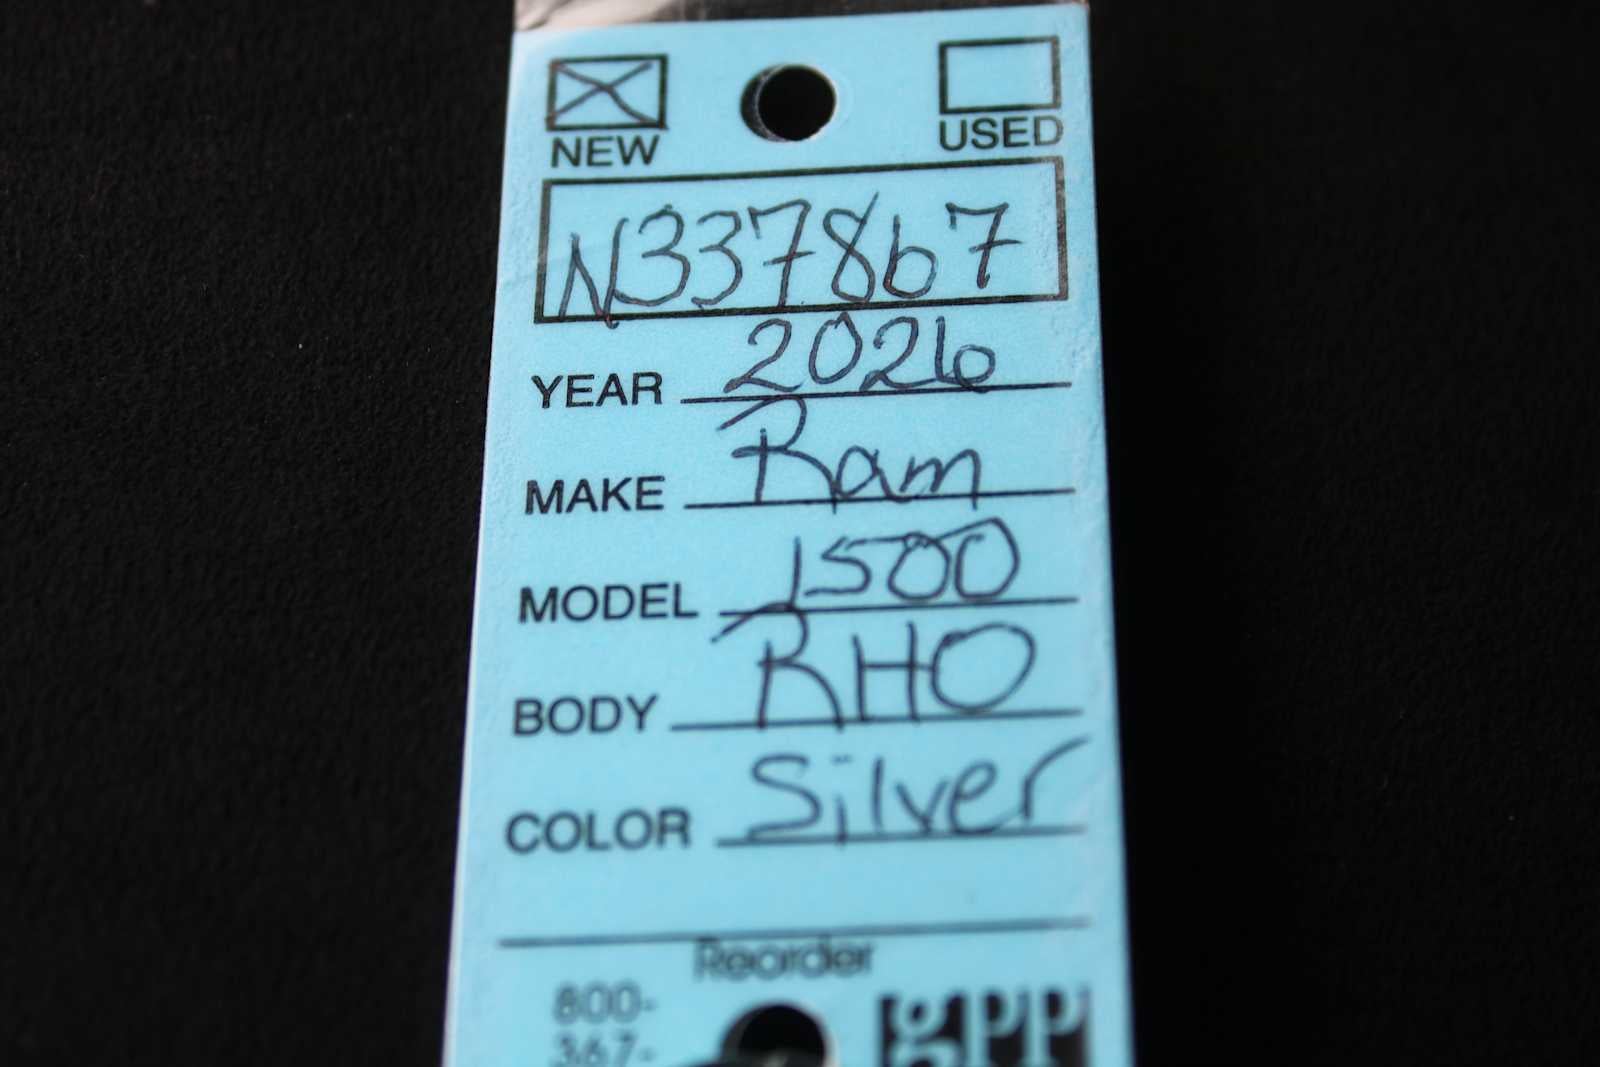 NEW USED
N337867
YEAR 2026
MAKE Ram
MODEL 1500
BODY RHO
COLOR Silver
Reorder
800-
367-
gpp